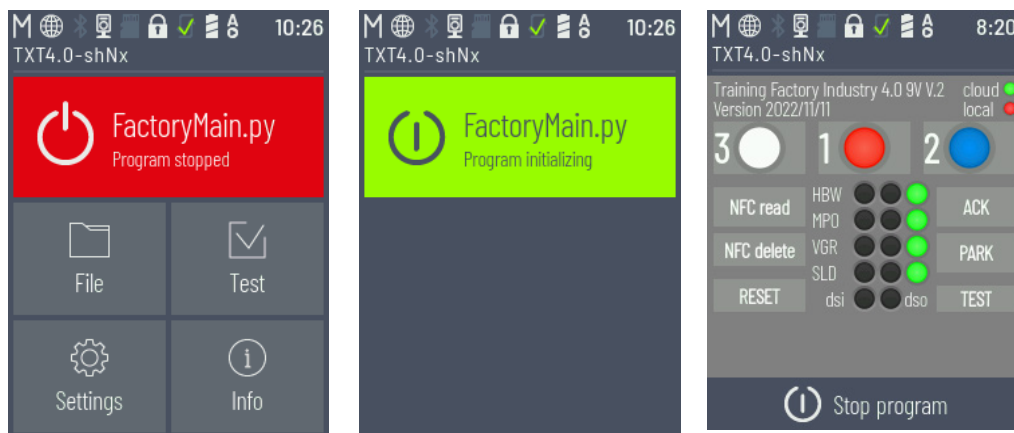 M A 8 10:26
TXT4.0-shNx
FactoryMain.py
Program stopped
File Test
Settings Info
M A 8 10:26
TXT4.0-shNx
FactoryMain.py
Program initializing
M A 8 8:20
TXT4.0-shNx
Training Factory Industry 4.0 9V V.2 cloud
Version 2022/11/11 local
3 1 2
NFC read HBW ACK
MPO
NFC delete VGR PARK
SLD
RESET dsi dso TEST
Stop program